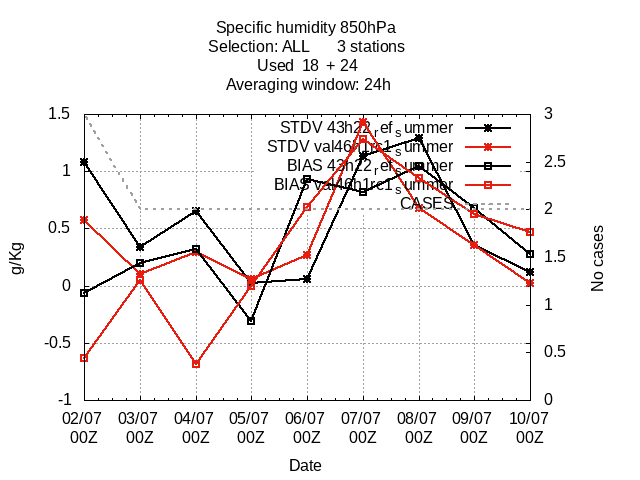 Specific humidity 850hPa
Selection: ALL 3 stations
Used 18 + 24
Averaging window: 24h
STDV 43h22_ref_summer
STDV val46h1rc1_summer
BIAS 43h22_ref_summer
BIAS val46h1rc1_summer
CASES
1.5
1
0.5
0
-0.5
-1
g/Kg
3
2.5
2
1.5
1
0.5
0
No cases
02/07 03/07 04/07 05/07 06/07 07/07 08/07 09/07 10/07
00Z 00Z 00Z 00Z 00Z 00Z 00Z 00Z 00Z
Date